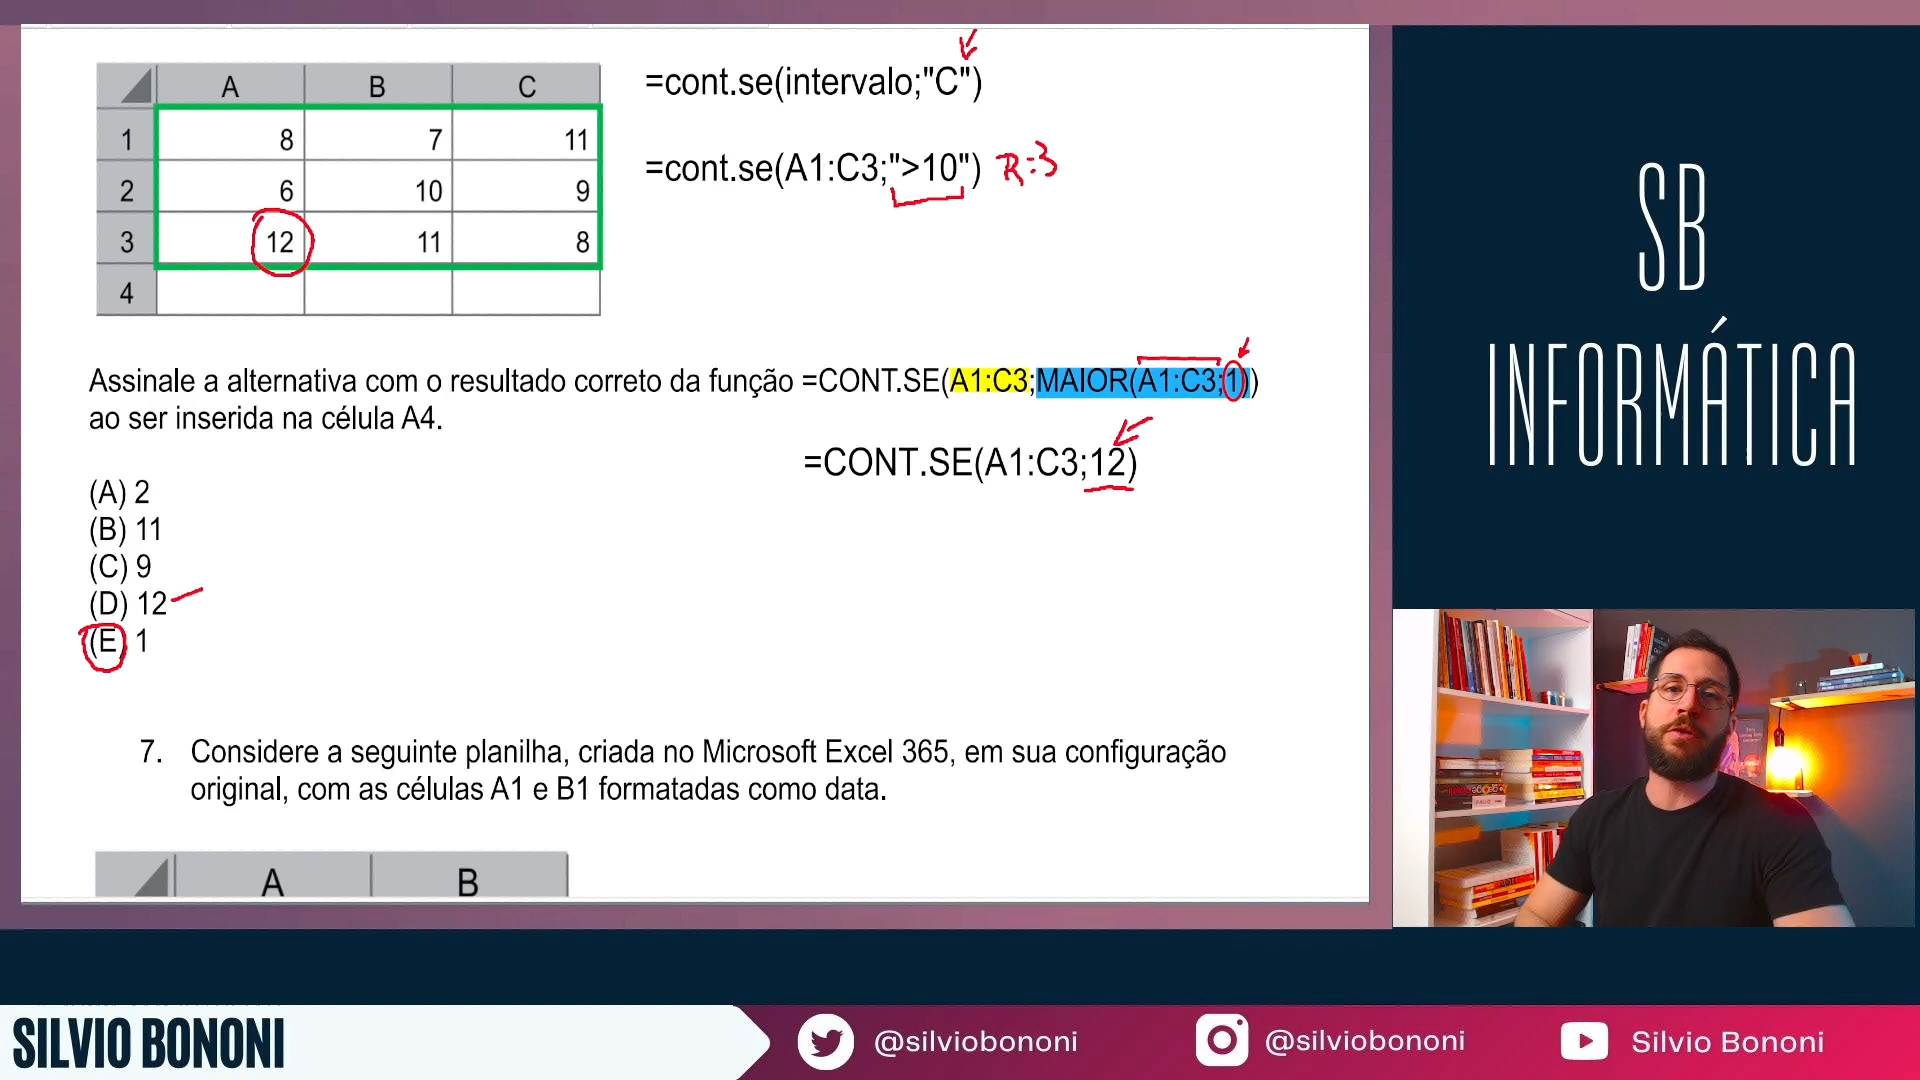 A B C
1 8 7 11
2 6 10 9
3 12 11 8
4
=cont.se(intervalo;"C")
=cont.se(A1:C3;">10") R:3
Assinale a alternativa com o resultado correto da função =CONT.SE(A1:C3;MAIOR(A1:C3;1))
ao ser inserida na célula A4.
=CONT.SE(A1:C3;12)
(A) 2
(B) 11
(C) 9
(D) 12
(E) 1
7. Considere a seguinte planilha, criada no Microsoft Excel 365, em sua configuração
original, com as células A1 e B1 formatadas como data.
A B
SB
INFORMÁTICA
SILVIO BONONI
@silviobononi
@silviobononi
Silvio Bononi